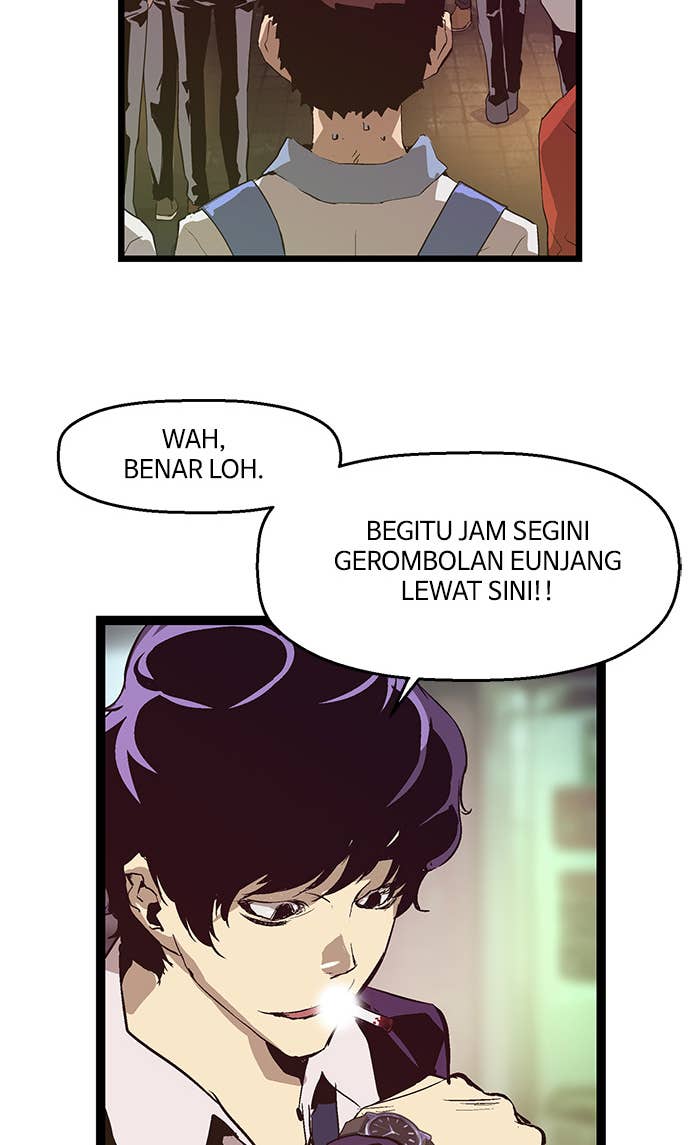 WAH,
BENAR LOH.
BEGITU JAM SEGINI
GEROMBOLAN EUNJANG
LEWAT SINI!!